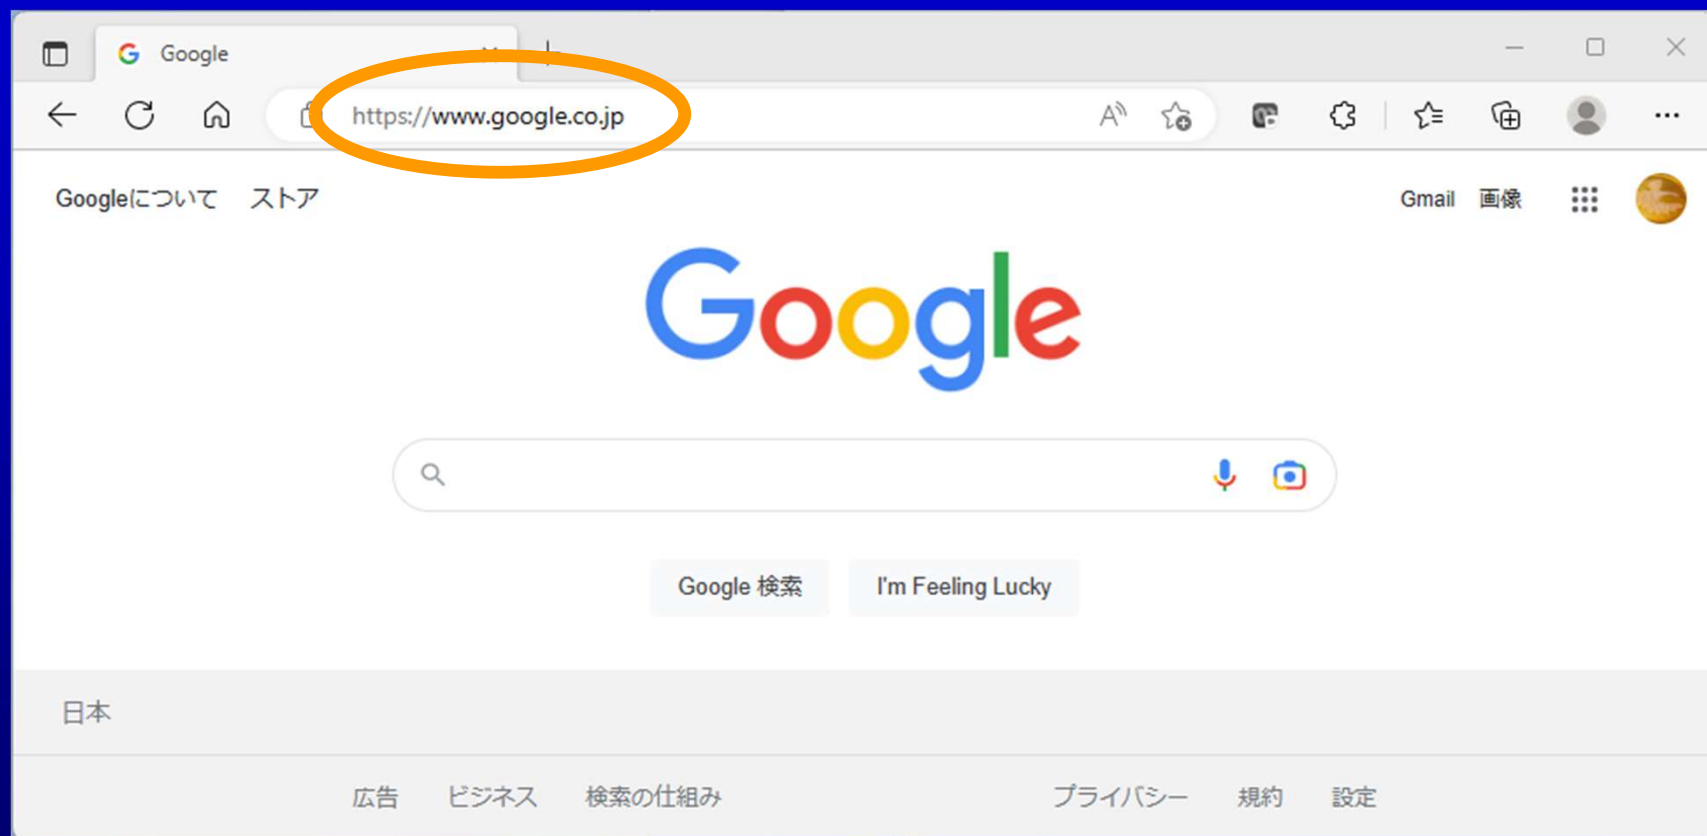 Google
https://www.google.co.jp
Googleについて ストア Gmail 画像
Google
Google 検索 I'm Feeling Lucky
日本
広告 ビジネス 検索の仕組み プライバシー 規約 設定